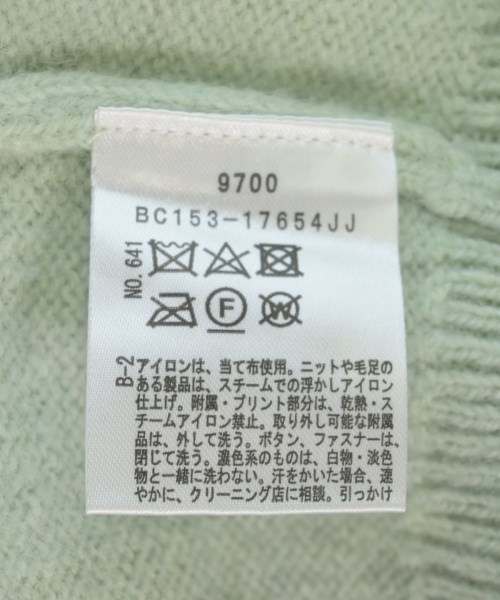 9700
BC153-17654JJ
NO. 641
F
W
B-2
アイロンは、当て布使用。ニットや毛足の
ある製品は、スチームでの浮かしアイロン
仕上げ。附属・プリント部分は、乾熱・ス
チームアイロン禁止。取り外し可能な附属
品は、外して洗う。ボタン、ファスナーは、
閉じて洗う。濃色系のものは、白物・淡色
物と一緒に洗わない。汗をかいた場合、速
やかに、クリーニング店に相談。引っかけ